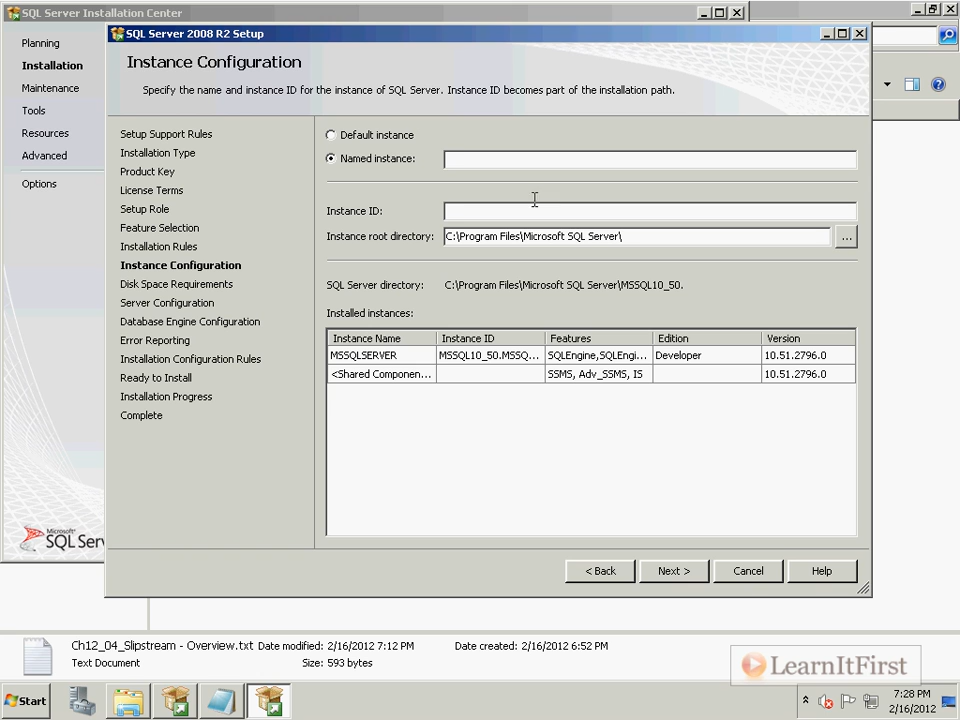 SQL Server Installation Center
SQL Server 2008 R2 Setup
Planning
Installation
Maintenance
Tools
Resources
Advanced
Options
Microsoft
SQL Serv
Instance Configuration
Specify the name and instance ID for the instance of SQL Server. Instance ID becomes part of the installation path.
Setup Support Rules
Installation Type
Product Key
License Terms
Setup Role
Feature Selection
Installation Rules
Instance Configuration
Disk Space Requirements
Server Configuration
Database Engine Configuration
Error Reporting
Installation Configuration Rules
Ready to Install
Installation Progress
Complete
Default instance
Named instance:
Instance ID:
Instance root directory: C:\Program Files\Microsoft SQL Server\ ...
SQL Server directory: C:\Program Files\Microsoft SQL Server\MSSQL10_50.
Installed instances:
Instance Name Instance ID Features Edition Version
MSSQLSERVER MSSQL10_50.MSSQ... SQLEngine,SQLEngi... Developer 10.51.2796.0
<Shared Componen... SSMS, Adv_SSMS, IS 10.51.2796.0
< Back Next > Cancel Help
Ch12_04_Slipstream - Overview.txt Date modified: 2/16/2012 7:12 PM Date created: 2/16/2012 6:52 PM
Text Document Size: 593 bytes
LearnItFirst
Start
7:28 PM
2/16/2012